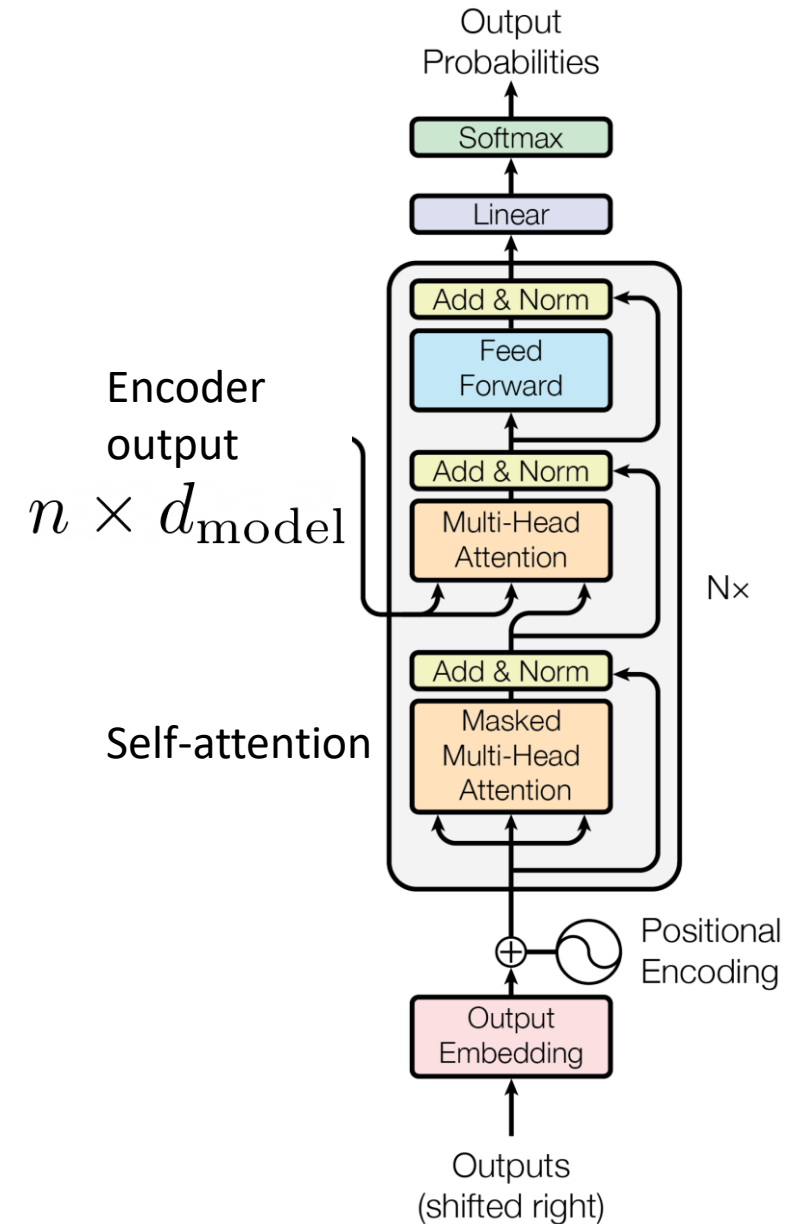 Output
Probabilities
Softmax
Linear
Add & Norm
Feed
Forward
Encoder
output
n × d_model
Add & Norm
Multi-Head
Attention
N×
Add & Norm
Self-attention
Masked
Multi-Head
Attention
Positional
Encoding
Output
Embedding
Outputs
(shifted right)